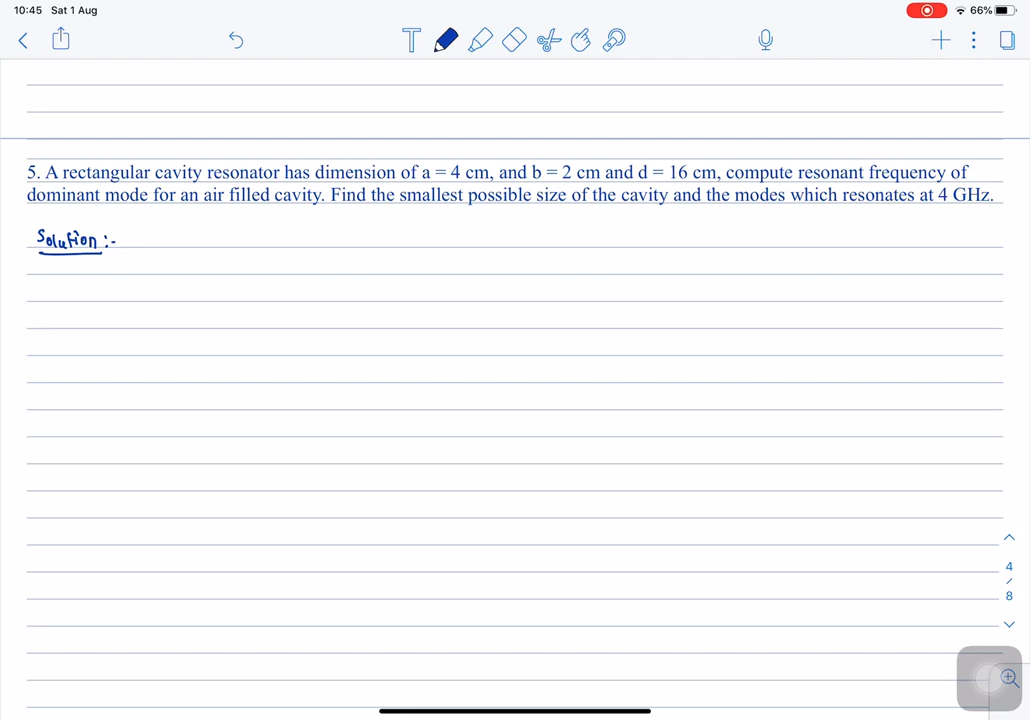 10:45 Sat 1 Aug
66%
T
5. A rectangular cavity resonator has dimension of a = 4 cm, and b = 2 cm and d = 16 cm, compute resonant frequency of
dominant mode for an air filled cavity. Find the smallest possible size of the cavity and the modes which resonates at 4 GHz.
Solution :-
4
/
8